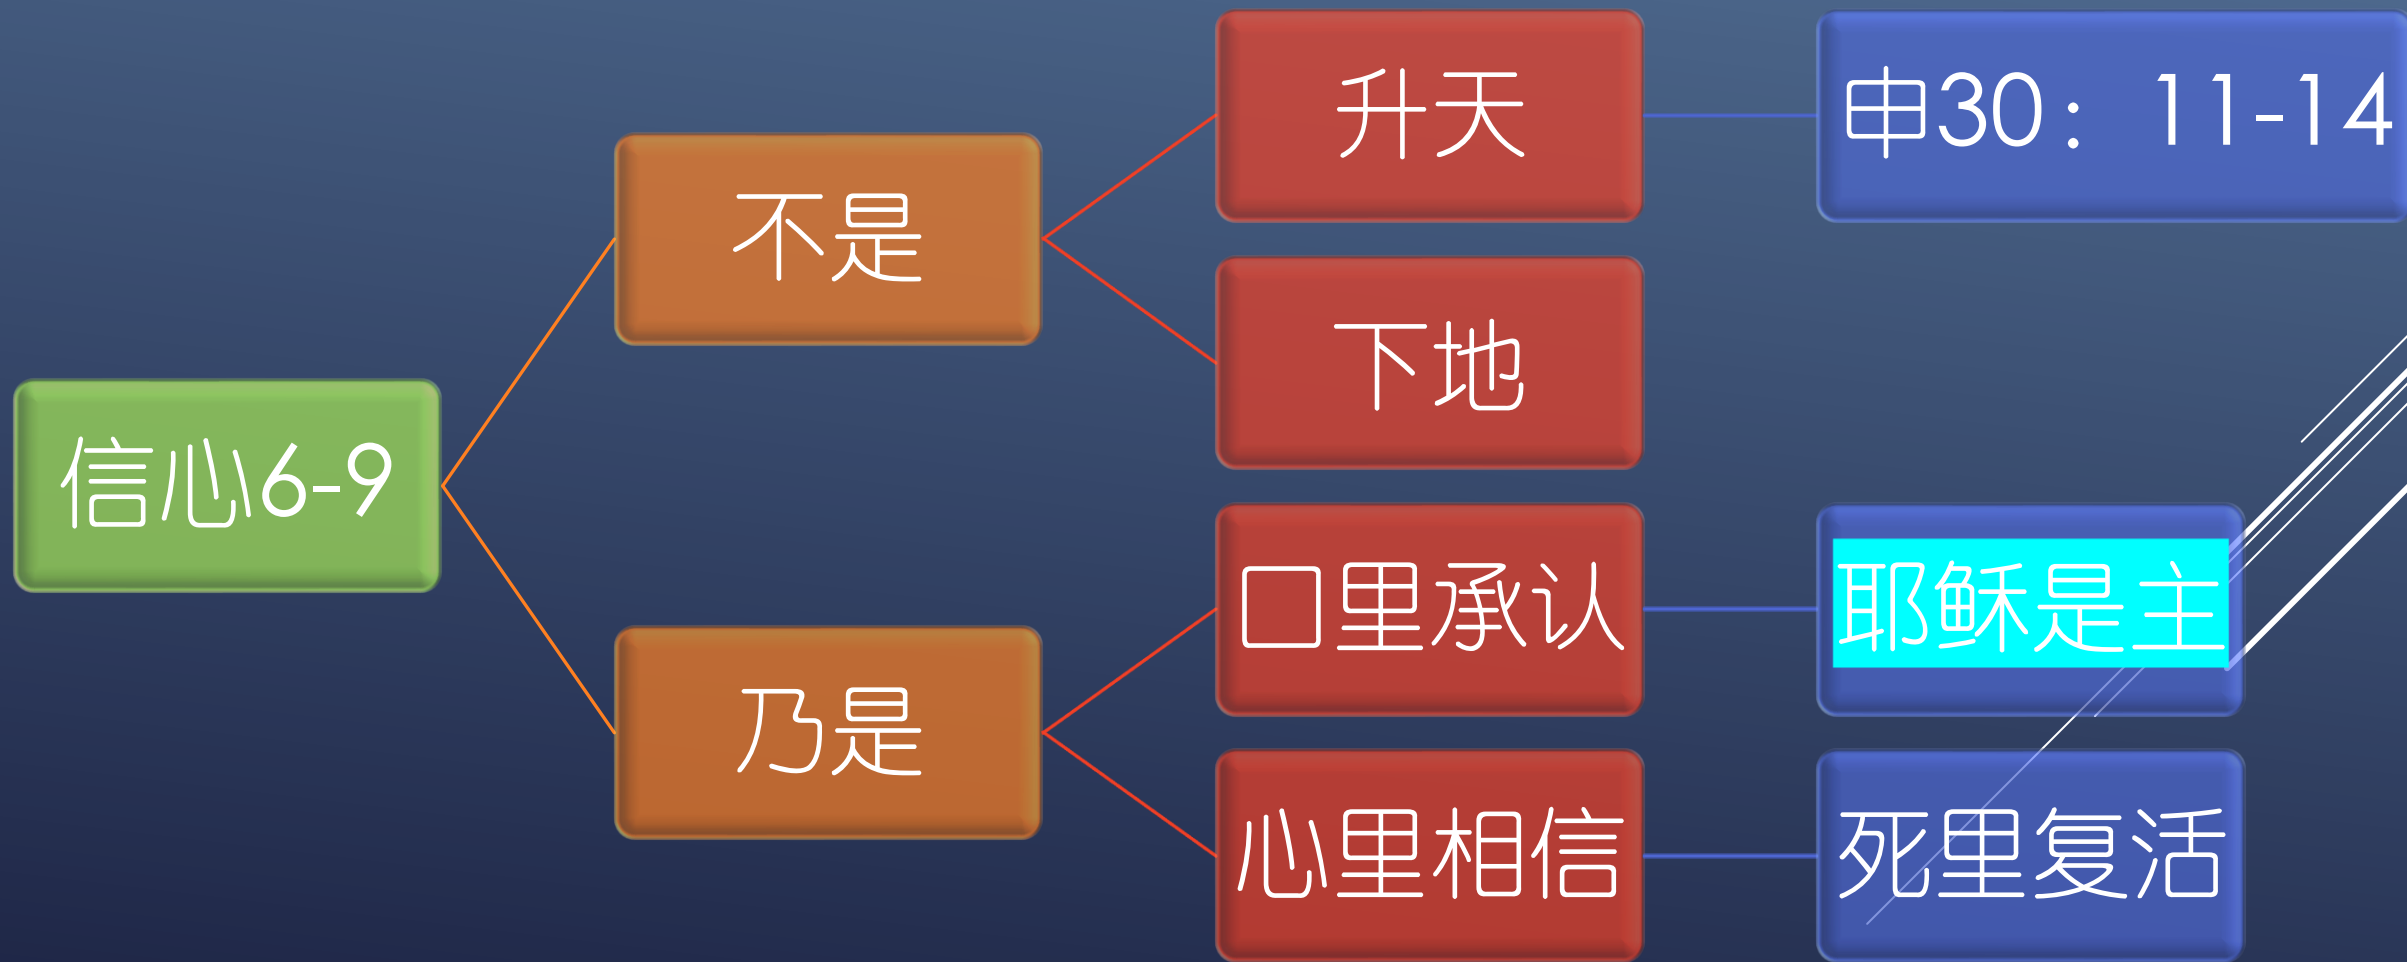 信心6-9
不是
升天
申30：11-14
下地
乃是
口里承认
耶稣是主
心里相信
死里复活